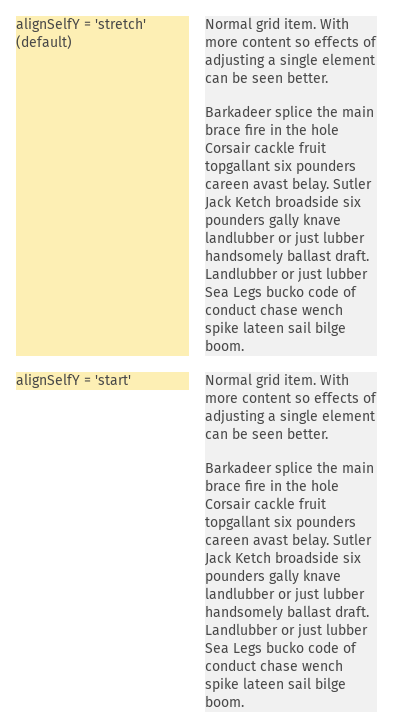 alignSelfY = 'stretch'
(default)
Normal grid item. With
more content so effects of
adjusting a single element
can be seen better.
Barkadeer splice the main
brace fire in the hole
Corsair cackle fruit
topgallant six pounders
careen avast belay. Sutler
Jack Ketch broadside six
pounders gally knave
landlubber or just lubber
handsomely ballast draft.
Landlubber or just lubber
Sea Legs bucko code of
conduct chase wench
spike lateen sail bilge
boom.
alignSelfY = 'start'
Normal grid item. With
more content so effects of
adjusting a single element
can be seen better.
Barkadeer splice the main
brace fire in the hole
Corsair cackle fruit
topgallant six pounders
careen avast belay. Sutler
Jack Ketch broadside six
pounders gally knave
landlubber or just lubber
handsomely ballast draft.
Landlubber or just lubber
Sea Legs bucko code of
conduct chase wench
spike lateen sail bilge
boom.